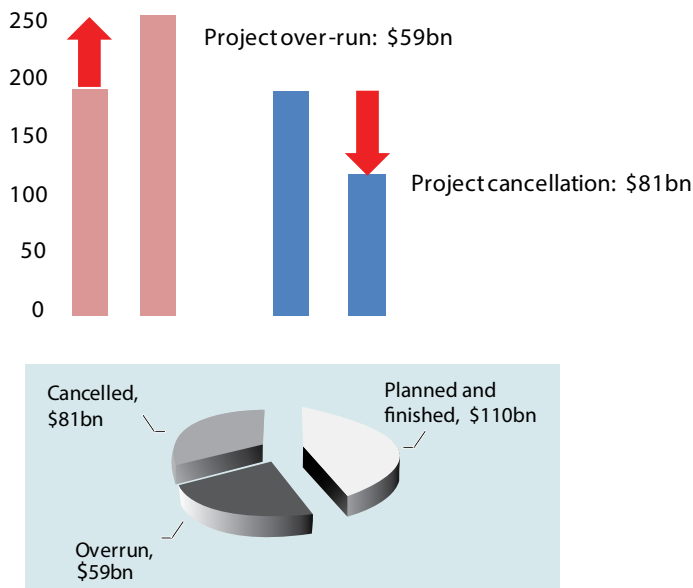 250
Project over-run: $59bn
200
150
Project cancellation: $81bn
100
50
0
Cancelled,
$81bn
Planned and
finished, $110bn
Overrun,
$59bn